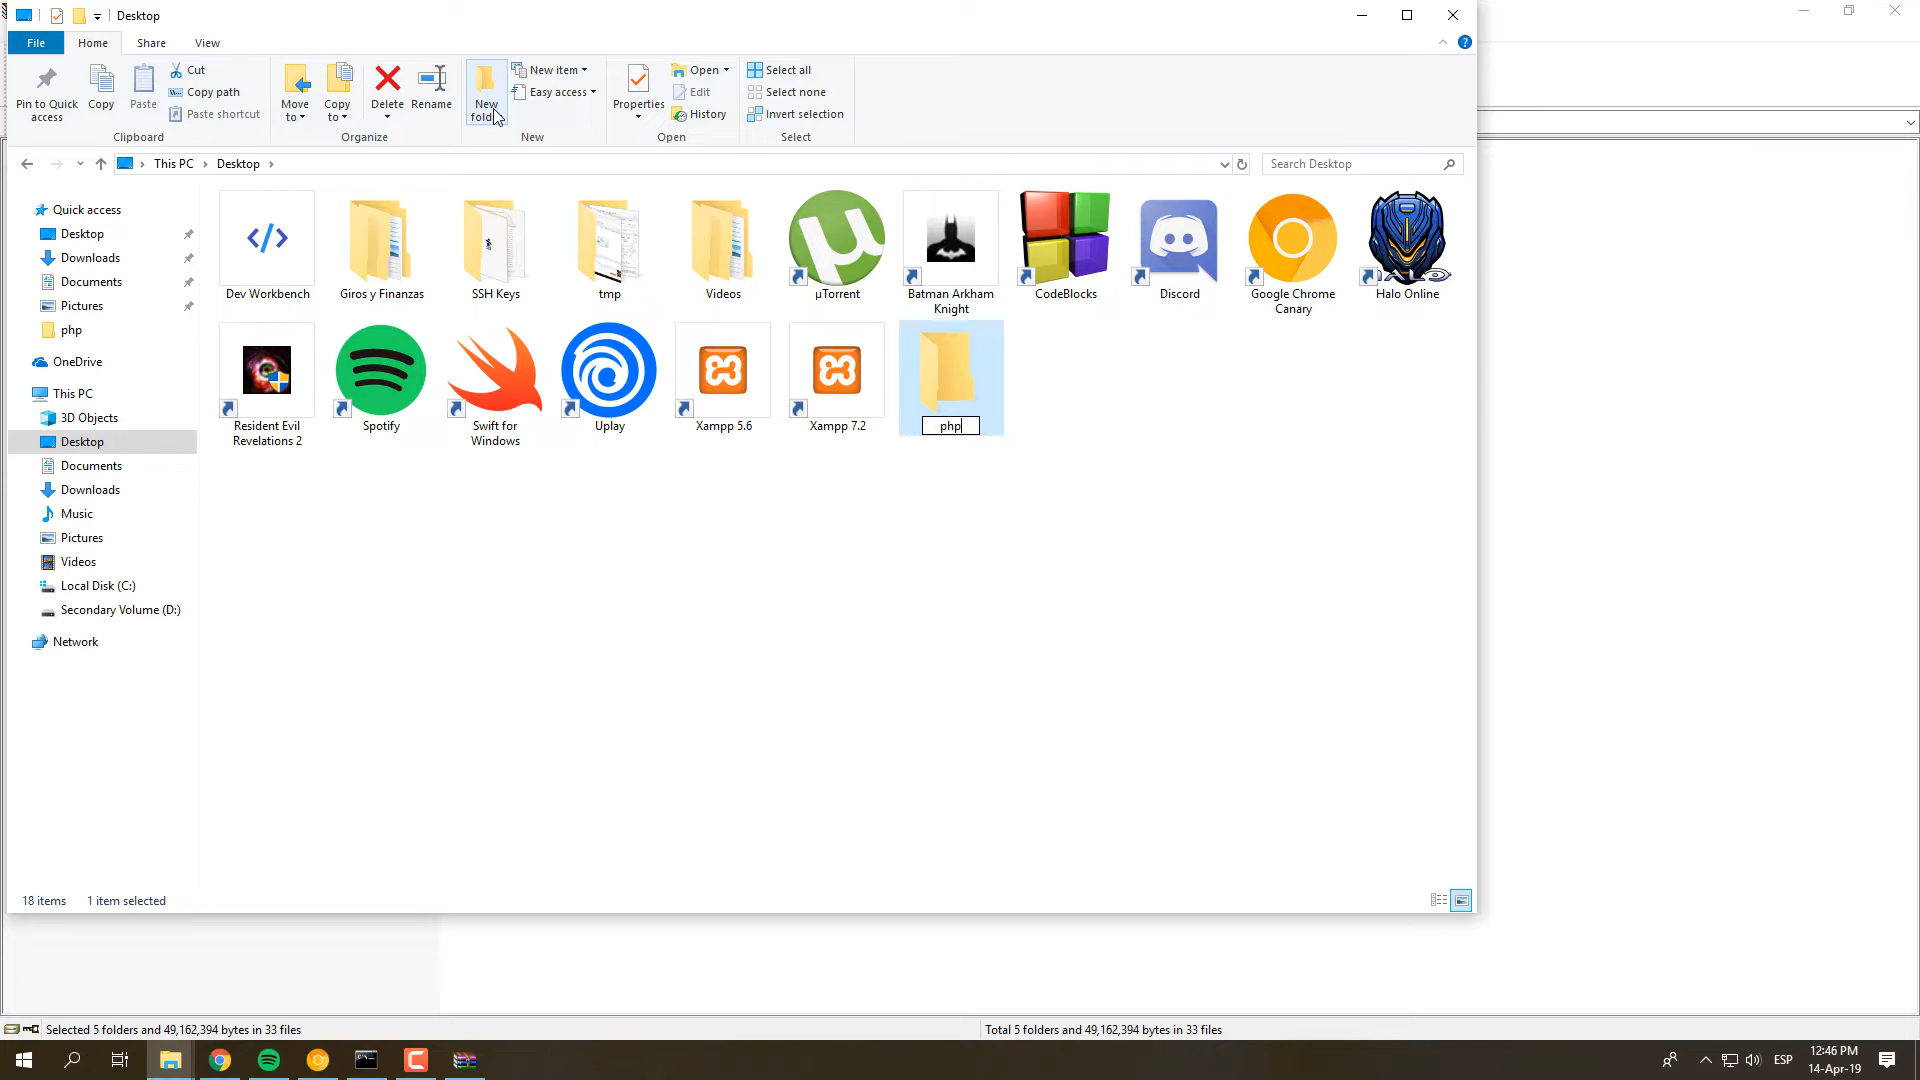 Desktop
File
Home
Share
View
Pin to Quick access
Copy
Paste
Cut
Copy path
Paste shortcut
Clipboard
Move to
Copy to
Delete
Rename
Organize
New folder
New item
Easy access
New
Properties
Open
Edit
History
Open
Select all
Select none
Invert selection
Select
This PC
Desktop
Search Desktop
Quick access
Desktop
Downloads
Documents
Pictures
php
OneDrive
This PC
3D Objects
Desktop
Documents
Downloads
Music
Pictures
Videos
Local Disk (C:)
Secondary Volume (D:)
Network
Dev Workbench
Giros y Finanzas
SSH Keys
tmp
Videos
µTorrent
Batman Arkham
Knight
CodeBlocks
Discord
Google Chrome
Canary
HALO
Halo Online
Resident Evil
Revelations 2
Spotify
Swift for
Windows
Uplay
Xampp 5.6
Xampp 7.2
php
18 items
1 item selected
Selected 5 folders and 49,162,394 bytes in 33 files
Total 5 folders and 49,162,394 bytes in 33 files
ESP
12:46 PM
14-Apr-19